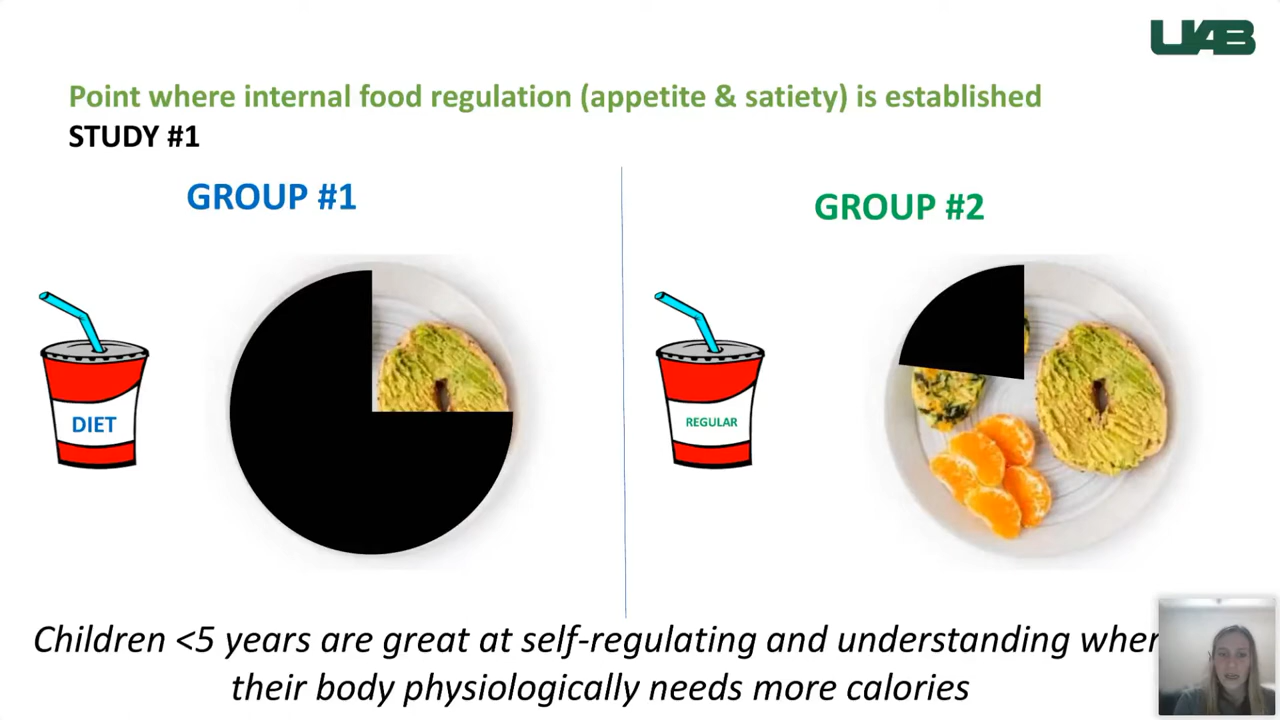 UAB
Point where internal food regulation (appetite & satiety) is established
STUDY #1
GROUP #1
GROUP #2
DIET
REGULAR
Children <5 years are great at self-regulating and understanding when
their body physiologically needs more calories